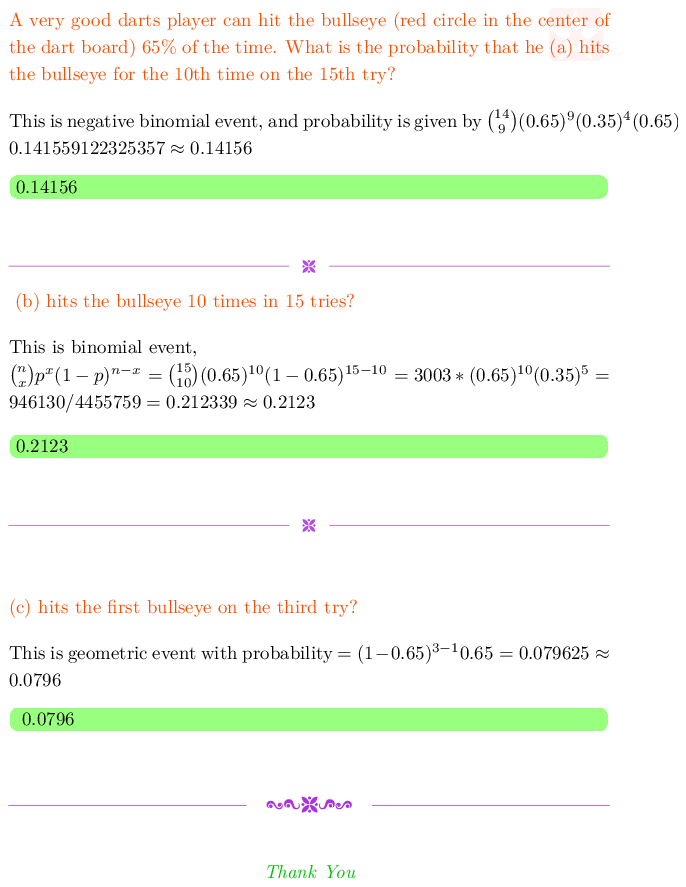 A very good darts player can hit the bullseye (red circle in the center of
the dart board) 65% of the time. What is the probability that he (a) hits
the bullseye for the 10th time on the 15th try?
This is negative binomial event, and probability is given by $\binom{14}{9}(0.65)^9(0.35)^4(0.65)$
0.141559122325357 ≈ 0.14156
0.14156
(b) hits the bullseye 10 times in 15 tries?
This is binomial event,
$\binom{n}{x}p^x(1-p)^{n-x} = \binom{15}{10}(0.65)^{10}(1-0.65)^{15-10} = 3003*(0.65)^{10}(0.35)^5 =$
946130/4455759 = 0.212339 ≈ 0.2123
0.2123
(c) hits the first bullseye on the third try?
This is geometric event with probability = $(1-0.65)^{3-1}0.65 = 0.079625 ≈$
0.0796
0.0796
Thank You